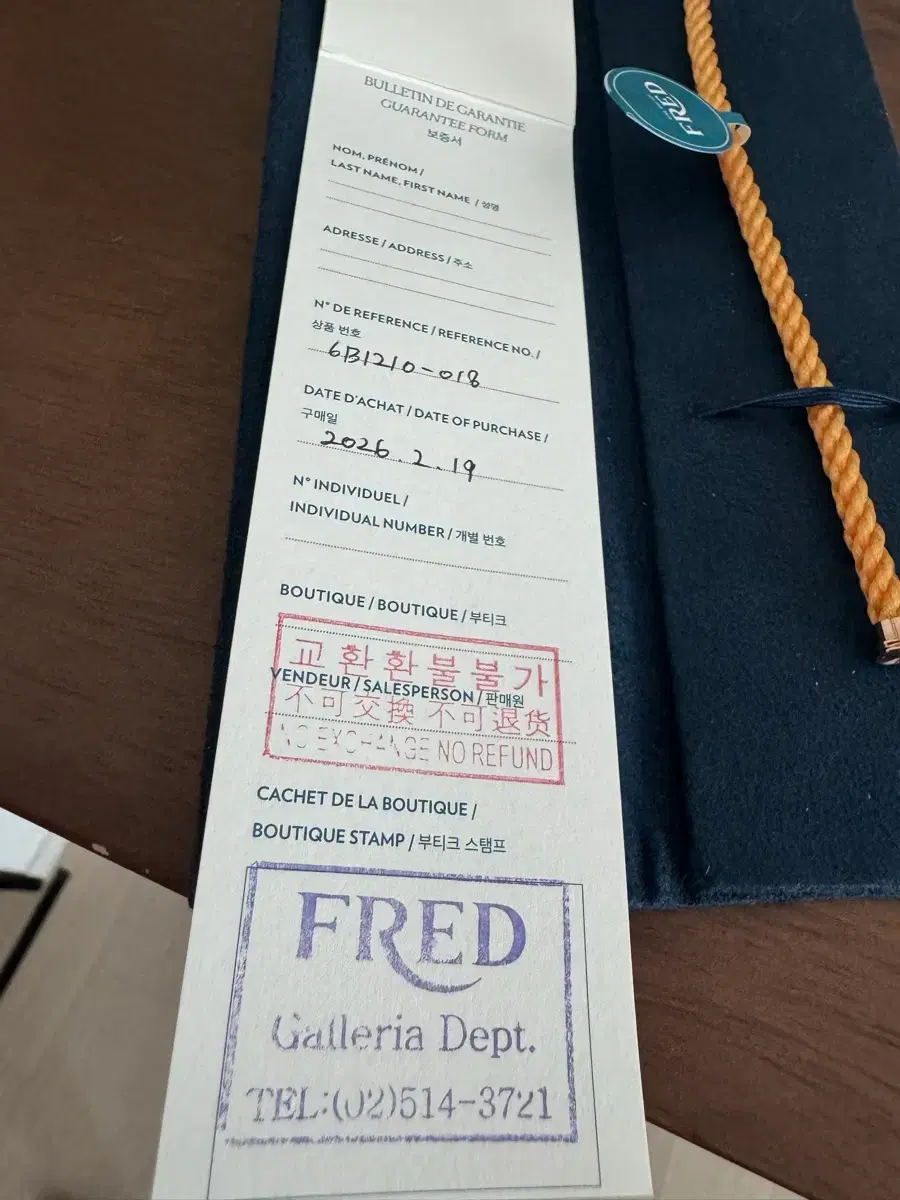 BULLETIN DE GARANTIE
GUARANTEE FORM
보증서
NOM, PRÉNOM /
LAST NAME, FIRST NAME / 성명
ADRESSE / ADDRESS / 주소
N° DE REFERENCE / REFERENCE NO. /
상품 번호
6B1210-018
DATE D'ACHAT / DATE OF PURCHASE /
구매일
2026.2.19
N° INDIVIDUEL /
INDIVIDUAL NUMBER / 개별 번호
BOUTIQUE / BOUTIQUE / 부티크
교환환불불가
VENDEUR / SALESPERSON / 판매원
不可交換 不可退货
NO EXCHANGE NO REFUND
CACHET DE LA BOUTIQUE /
BOUTIQUE STAMP / 부티크 스탬프
FRED
Galleria Dept.
TEL:(02)514-3721
FRED